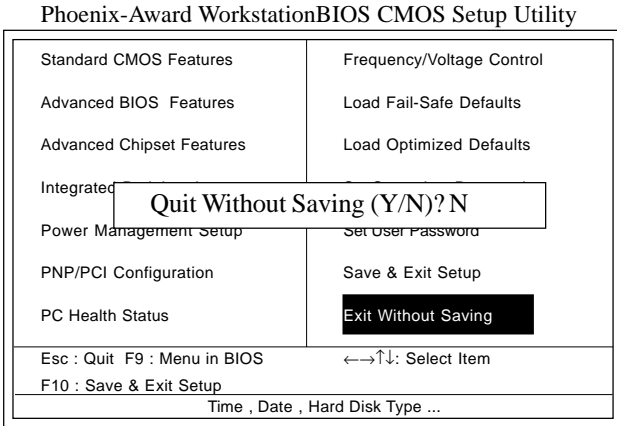 Phoenix-Award WorkstationBIOS CMOS Setup Utility
Standard CMOS Features
Frequency/Voltage Control
Advanced BIOS Features
Load Fail-Safe Defaults
Advanced Chipset Features
Load Optimized Defaults
Integrated
Quit Without Saving (Y/N)? N
Power Management Setup
Set User Password
PNP/PCI Configuration
Save & Exit Setup
PC Health Status
Exit Without Saving
Esc : Quit F9 : Menu in BIOS
←→↑↓: Select Item
F10 : Save & Exit Setup
Time , Date , Hard Disk Type ...